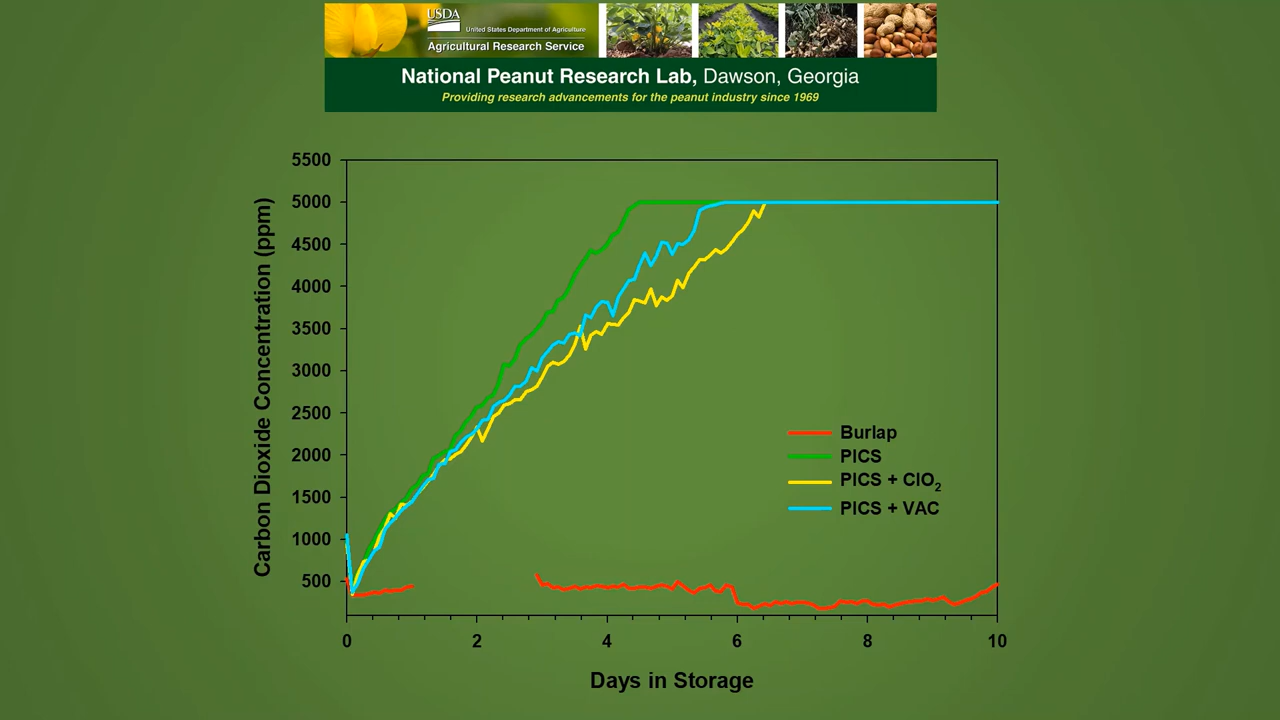 USDA
United States Department of Agriculture
Agricultural Research Service
National Peanut Research Lab, Dawson, Georgia
Providing research advancements for the peanut industry since 1969
5500
5000
4500
4000
3500
3000
2500
2000
1500
1000
500
Carbon Dioxide Concentration (ppm)
Burlap
PICS
PICS + ClO2
PICS + VAC
0 2 4 6 8 10
Days in Storage